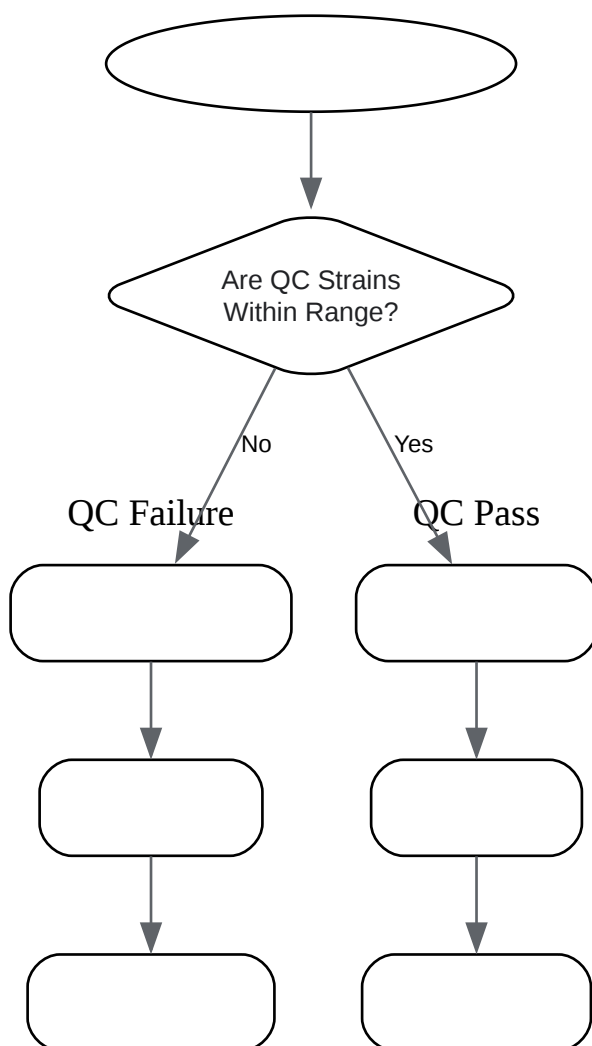 Are QC Strains
Within Range?
No
Yes
QC Failure
QC Pass